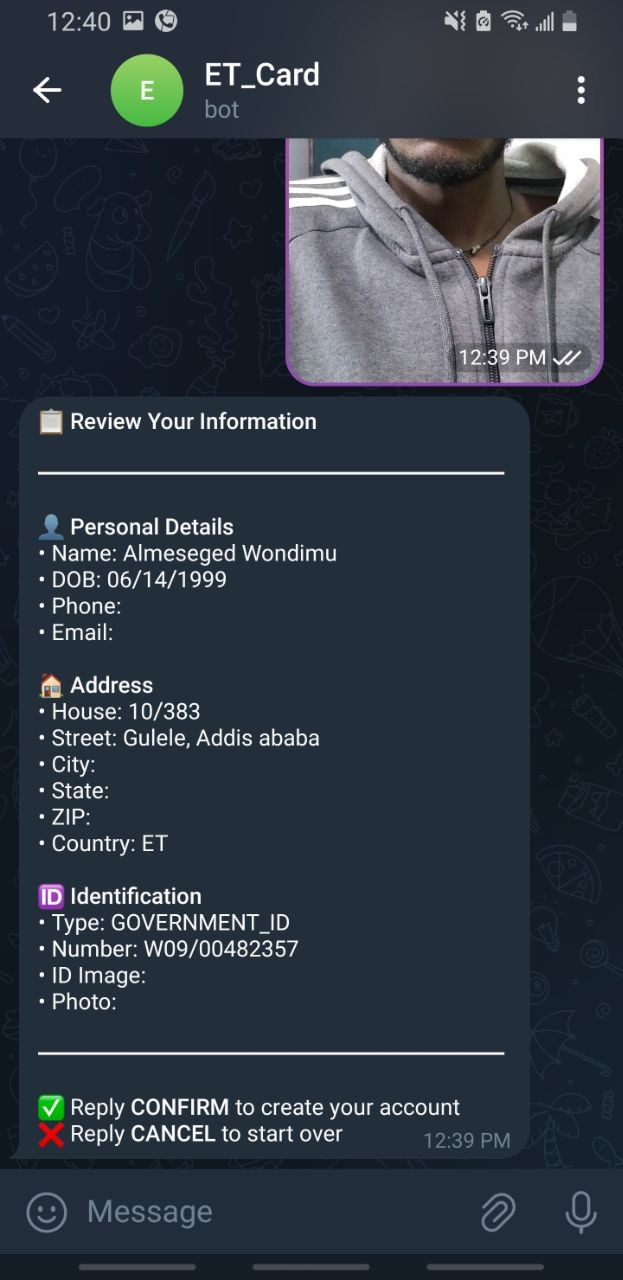 12:40
E
ET_Card
bot
12:39 PM
📋 Review Your Information
👤 Personal Details
• Name: Almeseged Wondimu
• DOB: 06/14/1999
• Phone:
• Email:
🏠 Address
• House: 10/383
• Street: Gulele, Addis ababa
• City:
• State:
• ZIP:
• Country: ET
🆔 Identification
• Type: GOVERNMENT_ID
• Number: W09/00482357
• ID Image:
• Photo:
✅ Reply CONFIRM to create your account
❌ Reply CANCEL to start over
12:39 PM
Message